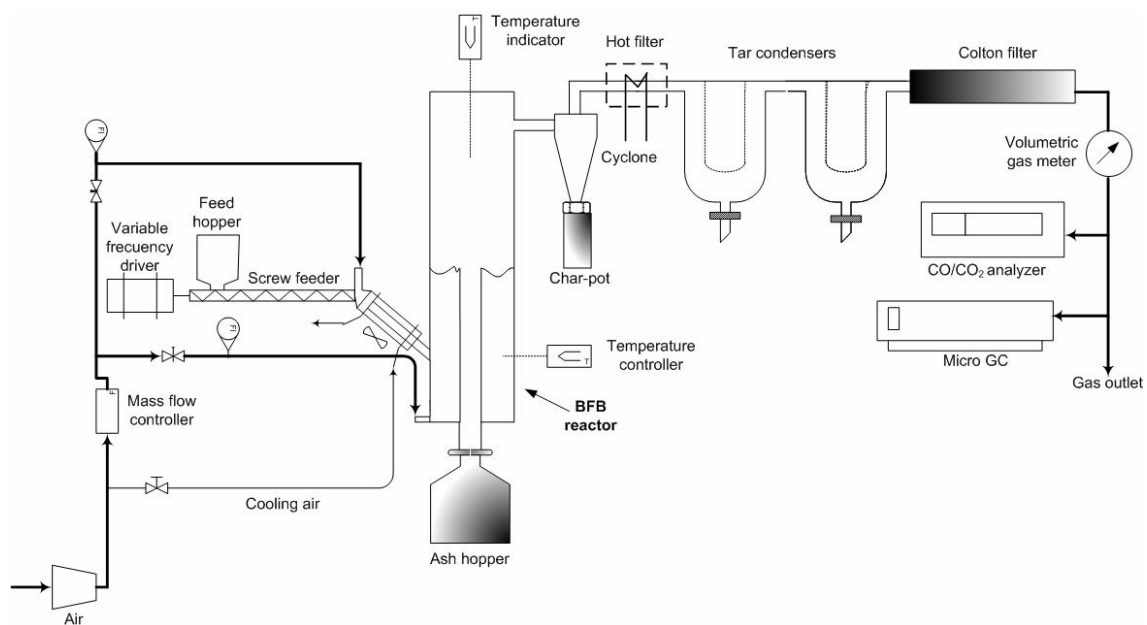 Temperature
indicator
Hot filter
Tar condensers
Colton filter
FI
Volumetric
gas meter
Cyclone
Feed
hopper
Variable
frecuency
driver
Screw feeder
Char-pot
CO/CO₂ analyzer
FI
T
Temperature
controller
Micro GC
Gas outlet
F
Mass flow
controller
BFB
reactor
Cooling air
Ash hopper
Air
T